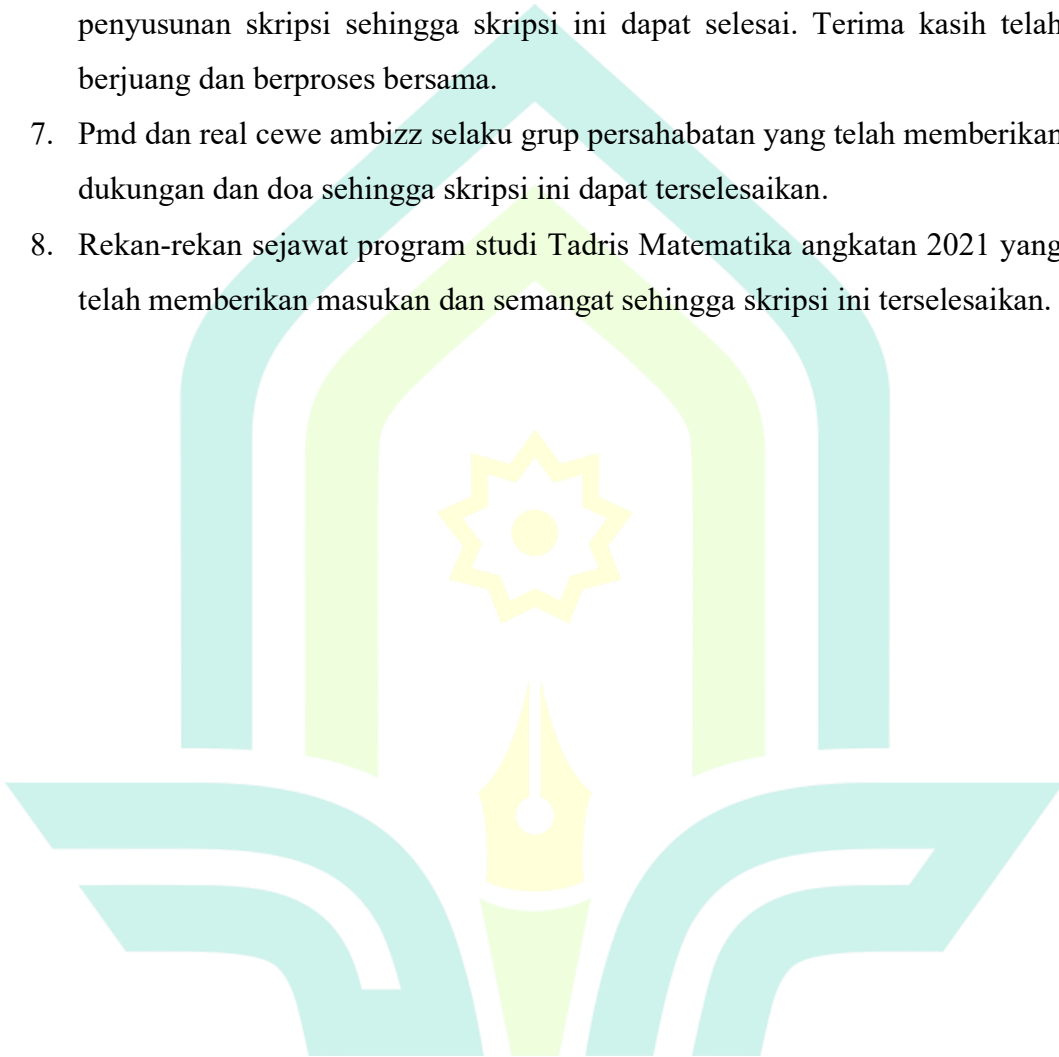 penyusunan skripsi sehingga skripsi ini dapat selesai. Terima kasih telah
berjuang dan berproses bersama.
7. Pmd dan real cewe ambizz selaku grup persahabatan yang telah memberikan
dukungan dan doa sehingga skripsi ini dapat terselesaikan.
8. Rekan-rekan sejawat program studi Tadris Matematika angkatan 2021 yang
telah memberikan masukan dan semangat sehingga skripsi ini terselesaikan.